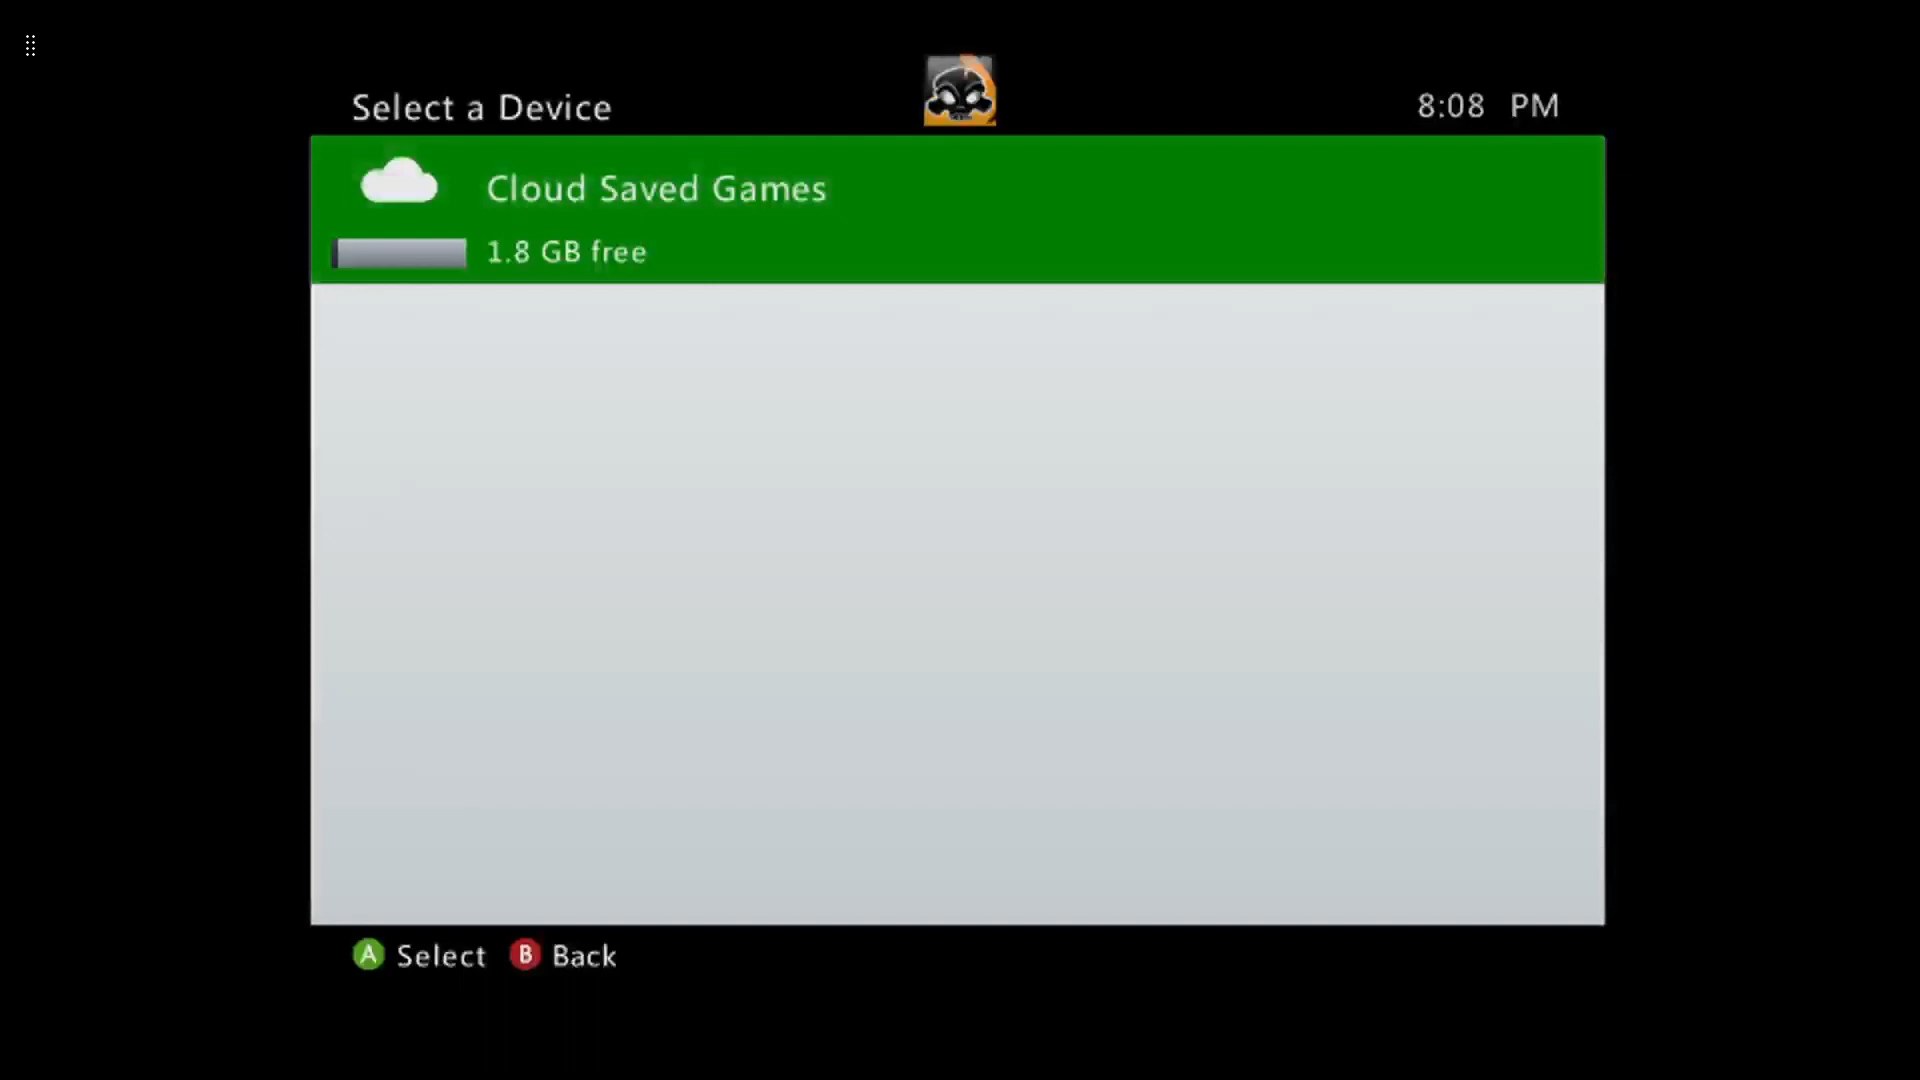 Select a Device
8:08 PM
Cloud Saved Games
1.8 GB free
A Select B Back